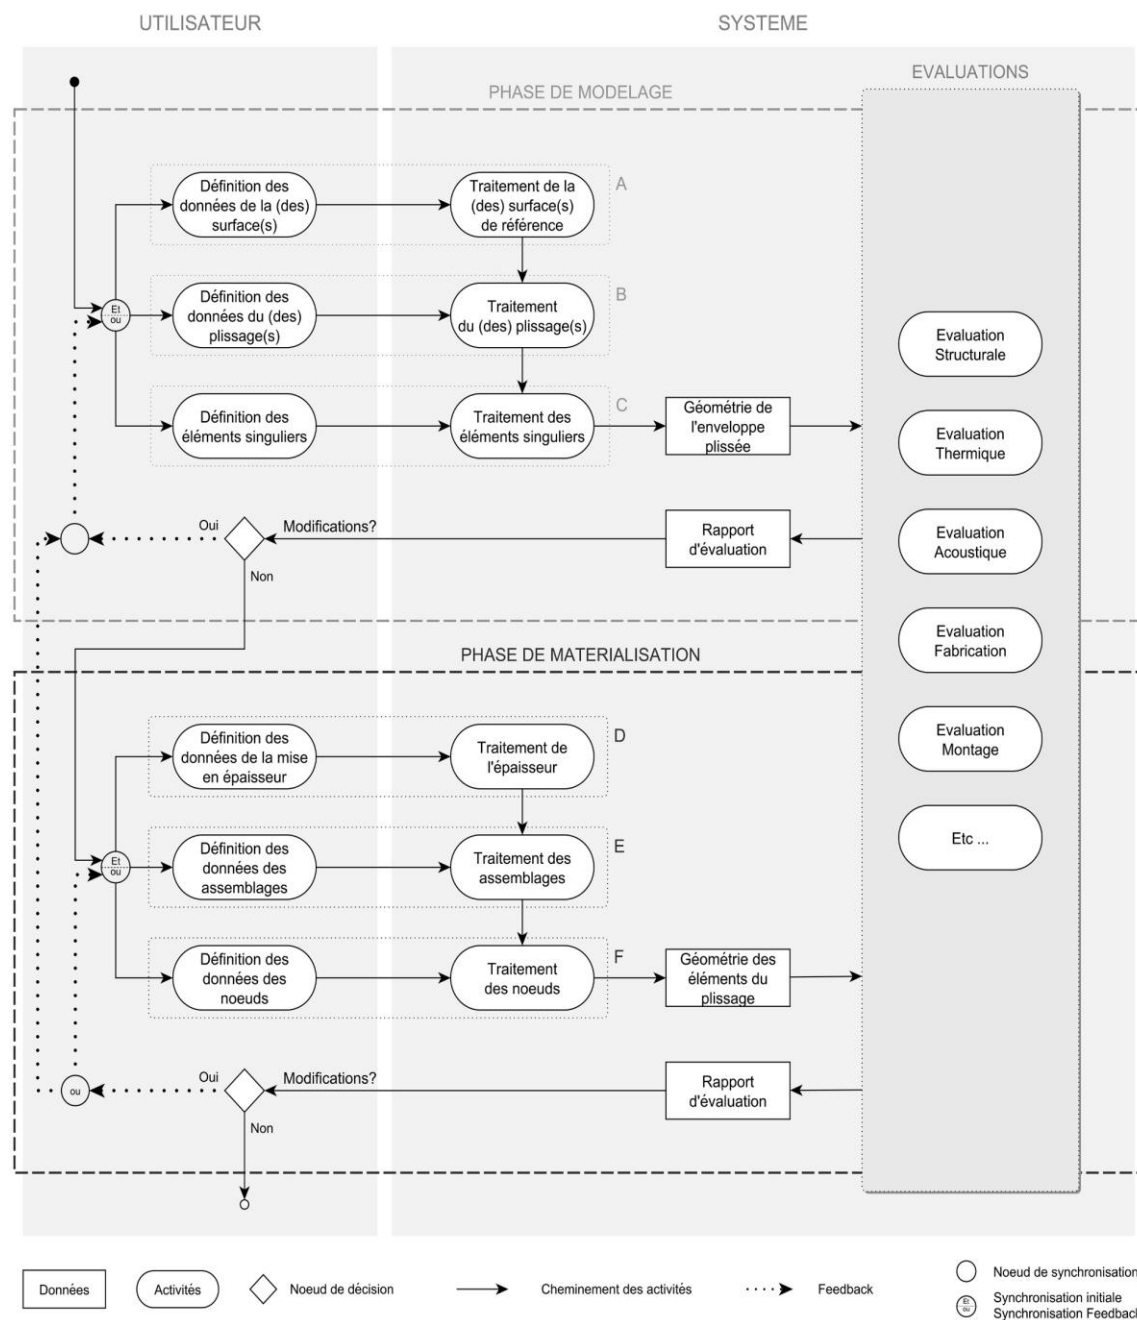 UTILISATEUR
SYSTEME
EVALUATIONS
PHASE DE MODELAGE
Définition des
données de la (des)
surface(s)
Traitement de la
(des) surface(s)
de référence
A
Et
ou
Définition des
données du (des)
plissage(s)
Traitement
du (des) plissage(s)
B
Définition des
éléments singuliers
Traitement des
éléments singuliers
C
Géométrie de
l'enveloppe
plissée
Oui
Modifications?
Non
Rapport
d'évaluation
Evaluation
Structurale
Evaluation
Thermique
Evaluation
Acoustique
Evaluation
Fabrication
Evaluation
Montage
Etc ...
PHASE DE MATERIALISATION
Définition des
données de la mise
en épaisseur
Traitement de
l'épaisseur
D
Et
ou
Définition des
données des
assemblages
Traitement des
assemblages
E
Définition des
données des
noeuds
Traitement
des noeuds
F
Géométrie des
éléments du
plissage
ou
Oui
Modifications?
Non
Rapport
d'évaluation
Données
Activités
Noeud de décision
Cheminement des activités
Feedback
Noeud de synchronisation
Et
ou
Synchronisation initiale
Synchronisation Feedback